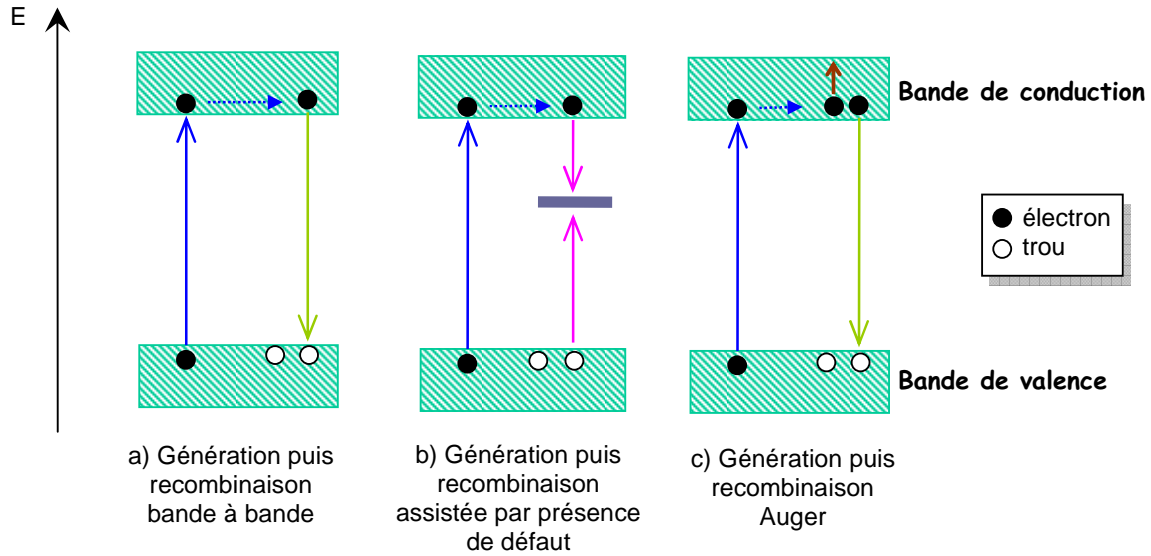 E
Bande de conduction
électron
trou
Bande de valence
a) Génération puis
recombinaison
bande à bande
b) Génération puis
recombinaison
assistée par présence
de défaut
c) Génération puis
recombinaison
Auger